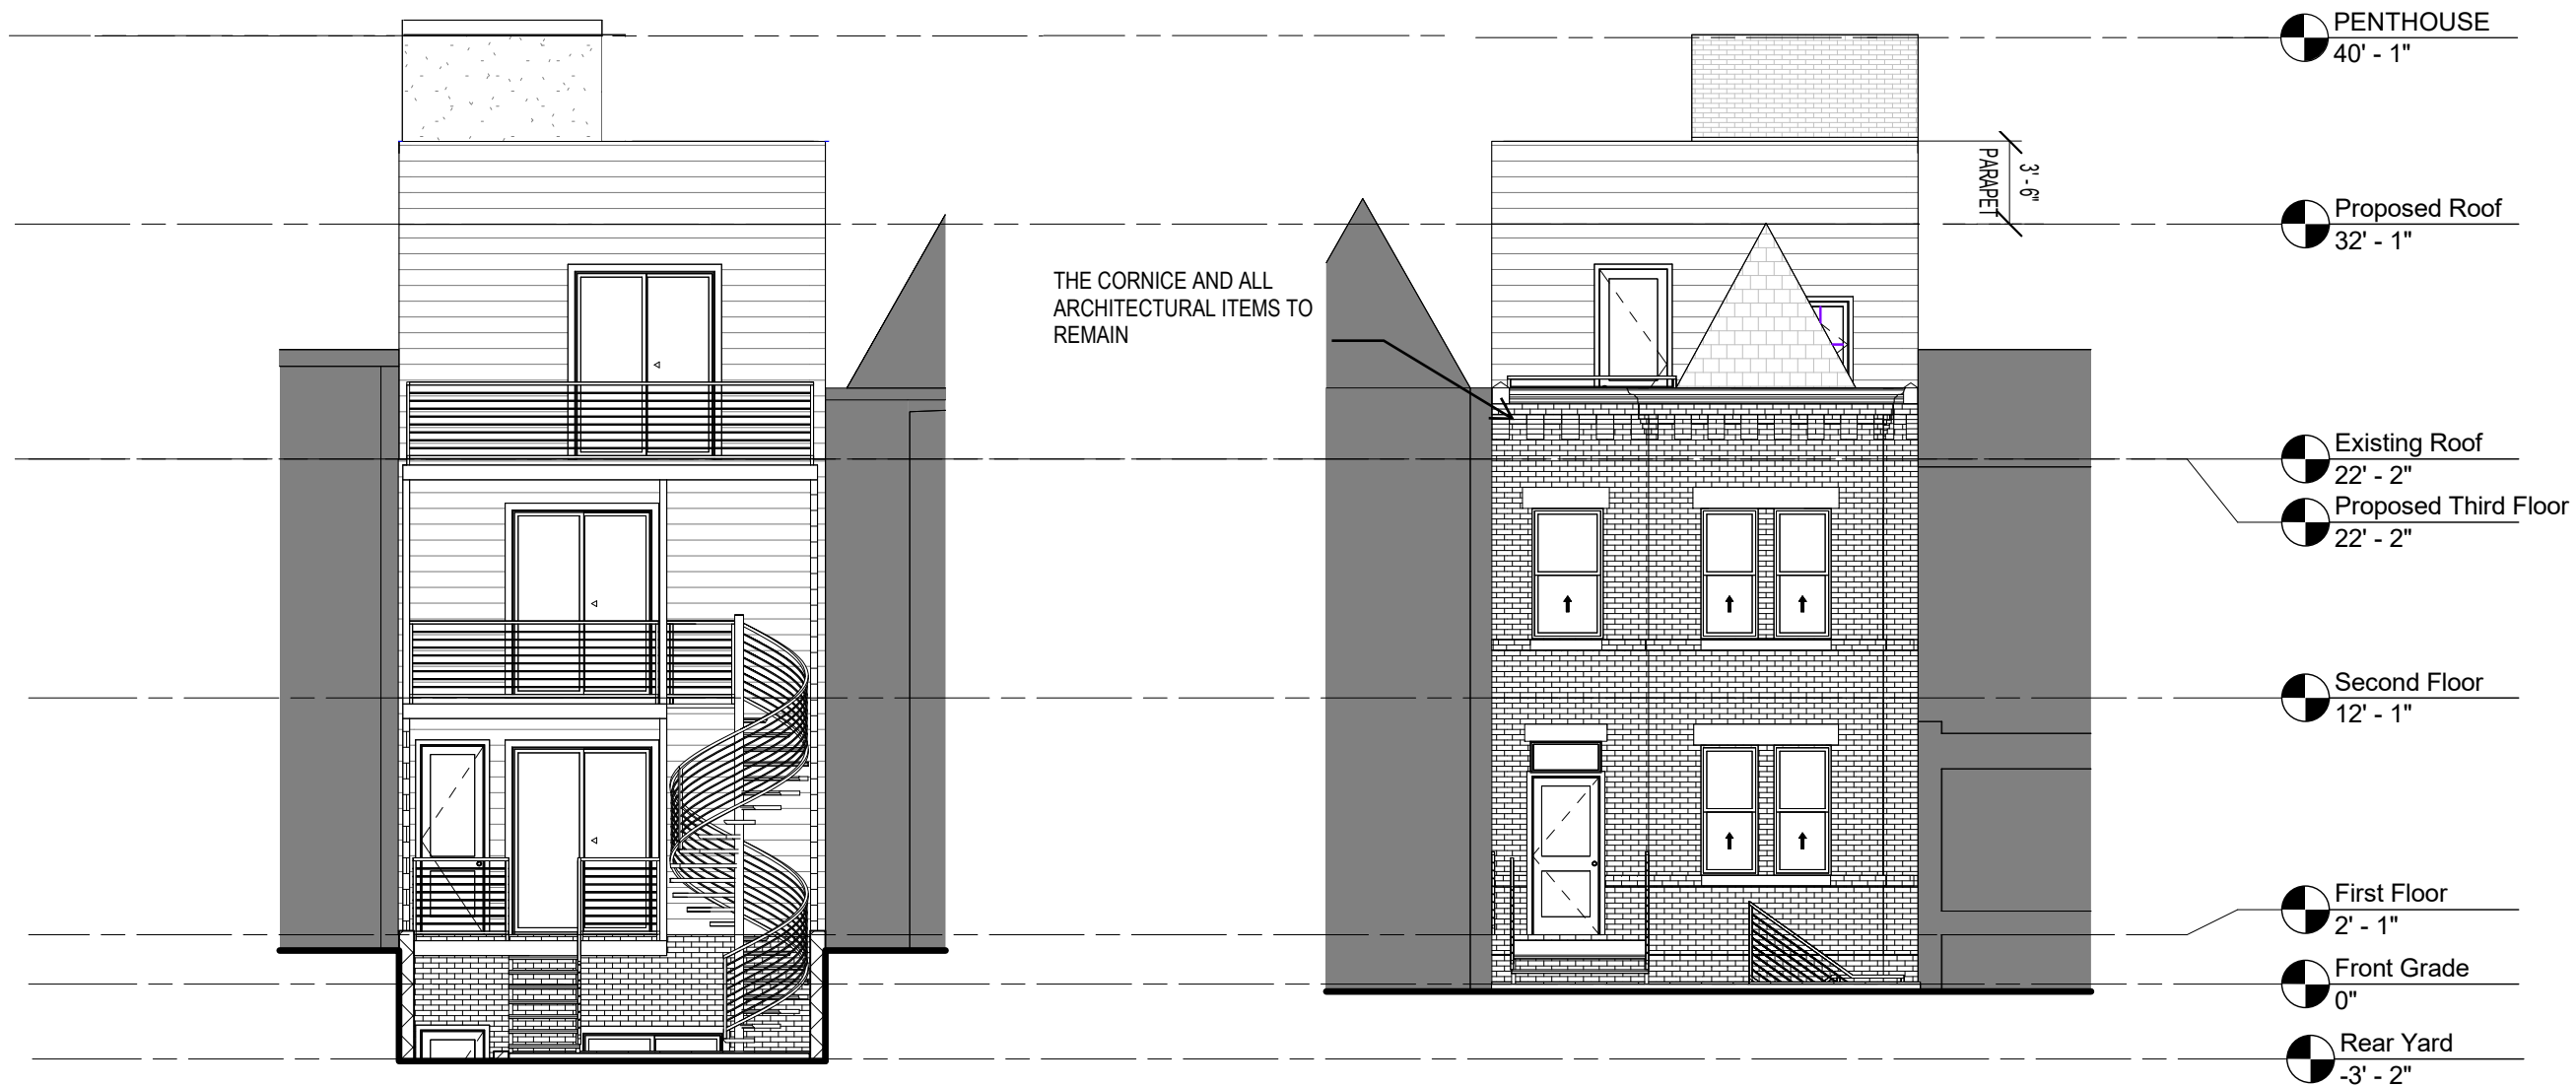 PENTHOUSE
40' - 1"
3' - 6"
PARAPET
Proposed Roof
32' - 1"
THE CORNICE AND ALL
ARCHITECTURAL ITEMS TO
REMAIN
Existing Roof
22' - 2"
Proposed Third Floor
22' - 2"
Second Floor
12' - 1"
First Floor
2' - 1"
Front Grade
0"
Rear Yard
-3' - 2"